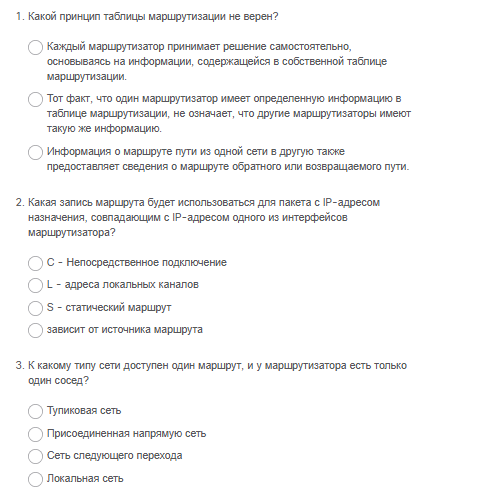 1. Какой принцип таблицы маршрутизации не верен?
Каждый маршрутизатор принимает решение самостоятельно,
основываясь на информации, содержащейся в собственной таблице
маршрутизации.
Тот факт, что один маршрутизатор имеет определенную информацию в
таблице маршрутизации, не означает, что другие маршрутизаторы имеют
такую же информацию.
Информация о маршруте пути из одной сети в другую также
предоставляет сведения о маршруте обратного или возвращаемого пути.
2. Какая запись маршрута будет использоваться для пакета с IP-адресом
назначения, совпадающим с IP-адресом одного из интерфейсов
маршрутизатора?
C - Непосредственное подключение
L - адреса локальных каналов
S - статический маршрут
зависит от источника маршрута
3. К какому типу сети доступен один маршрут, и у маршрутизатора есть только
один сосед?
Тупиковая сеть
Присоединенная напрямую сеть
Сеть следующего перехода
Локальная сеть